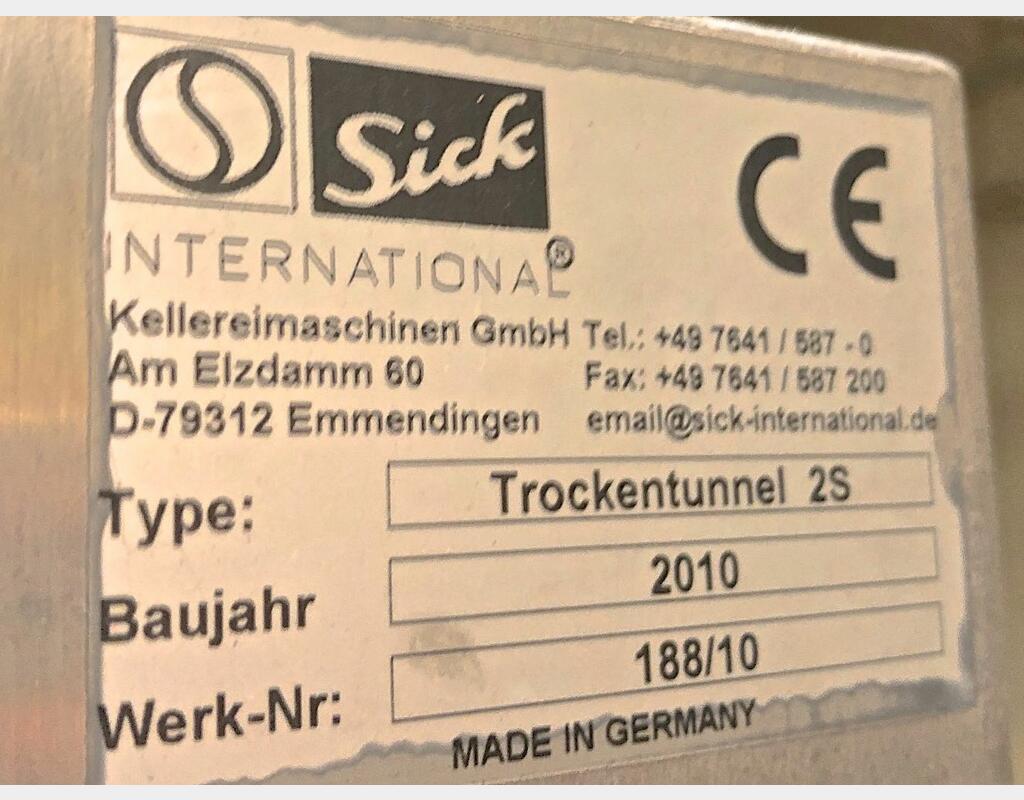 Sick
INTERNATIONAL®
Kellereimaschinen GmbH Tel.: +49 7641 / 587 - 0
Am Elzdamm 60 Fax: +49 7641 / 587 200
D-79312 Emmendingen email@sick-international.de
CE
Type: Trockentunnel 2S
Baujahr 2010
Werk-Nr: 188/10
MADE IN GERMANY